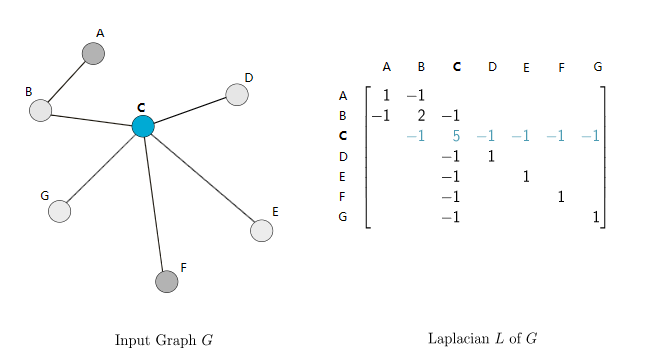 A
B
C
D
G
E
F
Input Graph G
A B C D E F G
A 1 −1
B −1 2 −1
C −1 5 −1 −1 −1 −1
D −1 1
E −1 1
F −1 1
G −1 1
Laplacian L of G